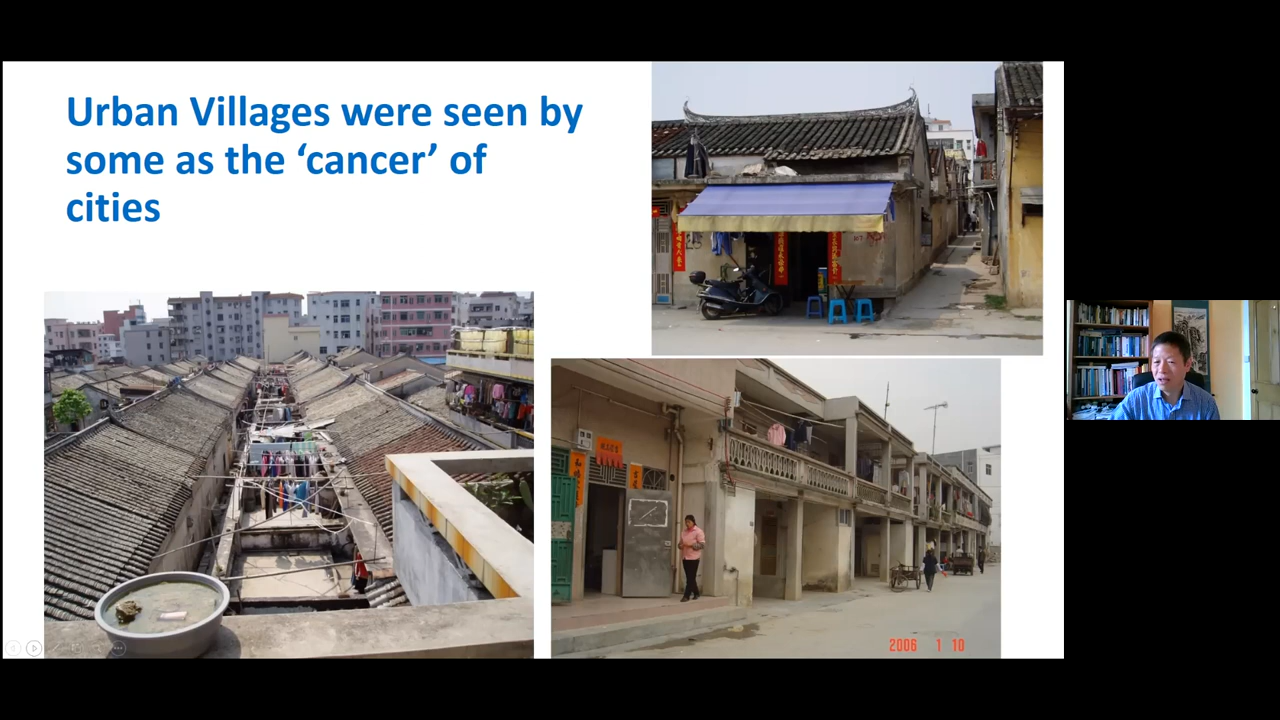 Urban Villages were seen by
some as the ‘cancer’ of
cities
2006 1 10